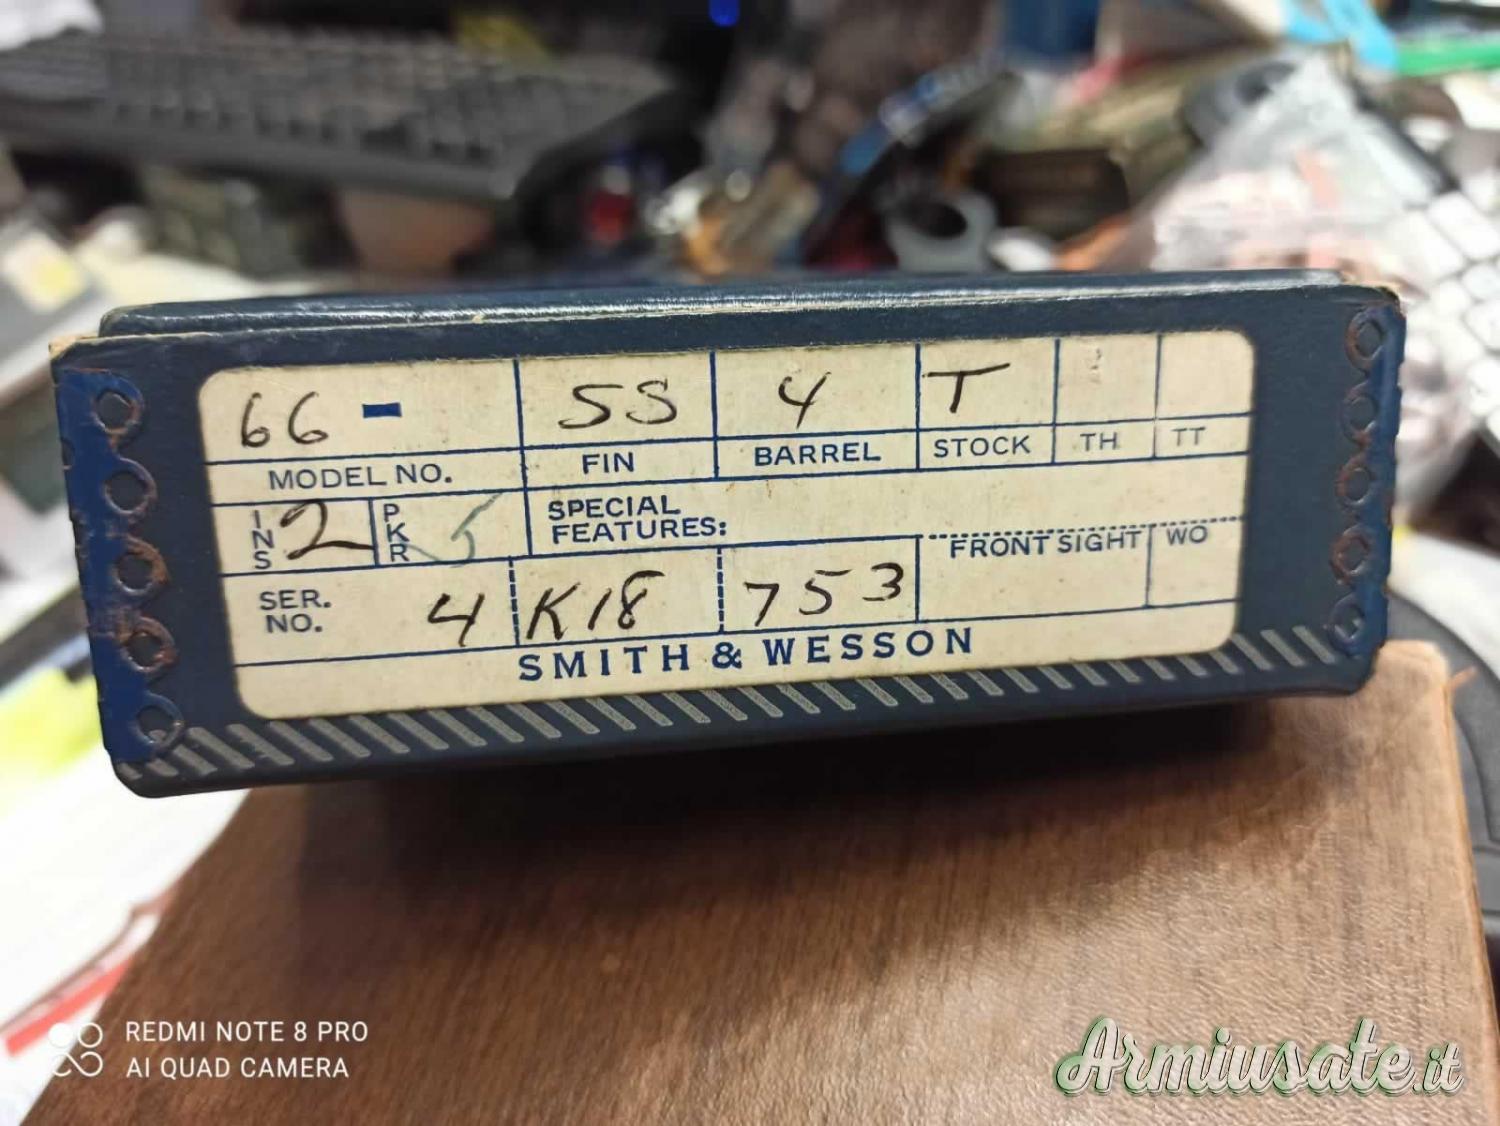 66 - SS 4 T
MODEL NO. FIN BARREL STOCK TH TT
INS 2 PKR 5 SPECIAL
FEATURES:
FRONT SIGHT WO
SER. NO. 4 K18 753
SMITH & WESSON
REDMI NOTE 8 PRO
AI QUAD CAMERA
Armiusate.it